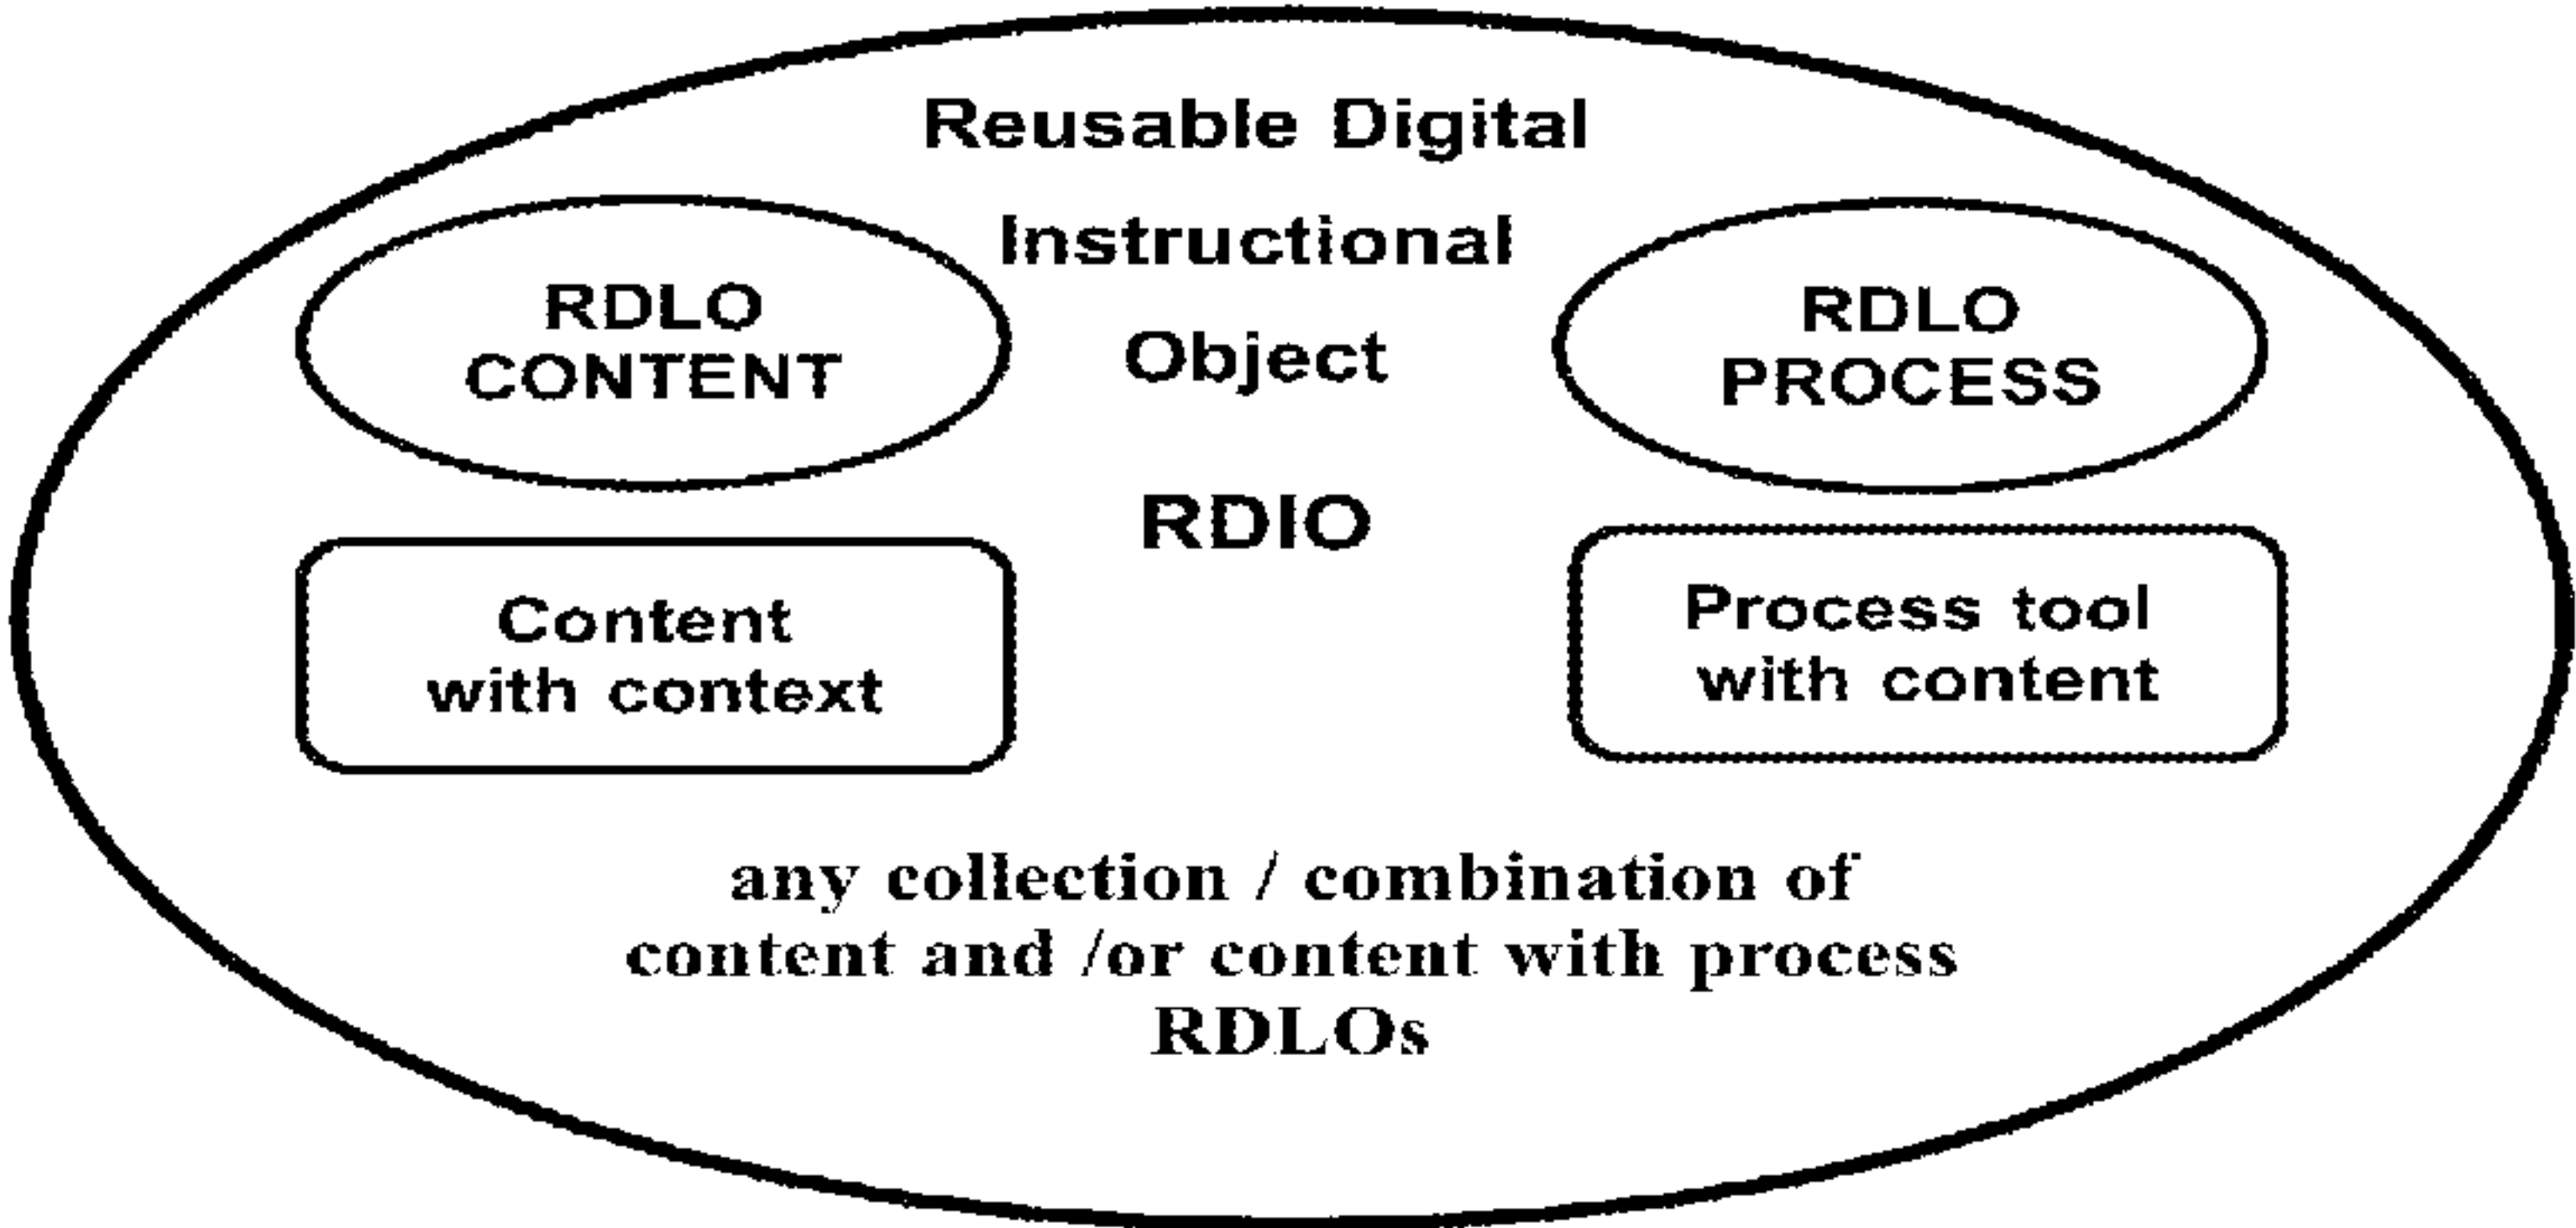 Reusable Digital
Instructional
Object
RDIO
RDLO
CONTENT
RDLO
PROCESS
Content
with context
Process tool
with content
any collection / combination of
content and /or content with process
RDLOs